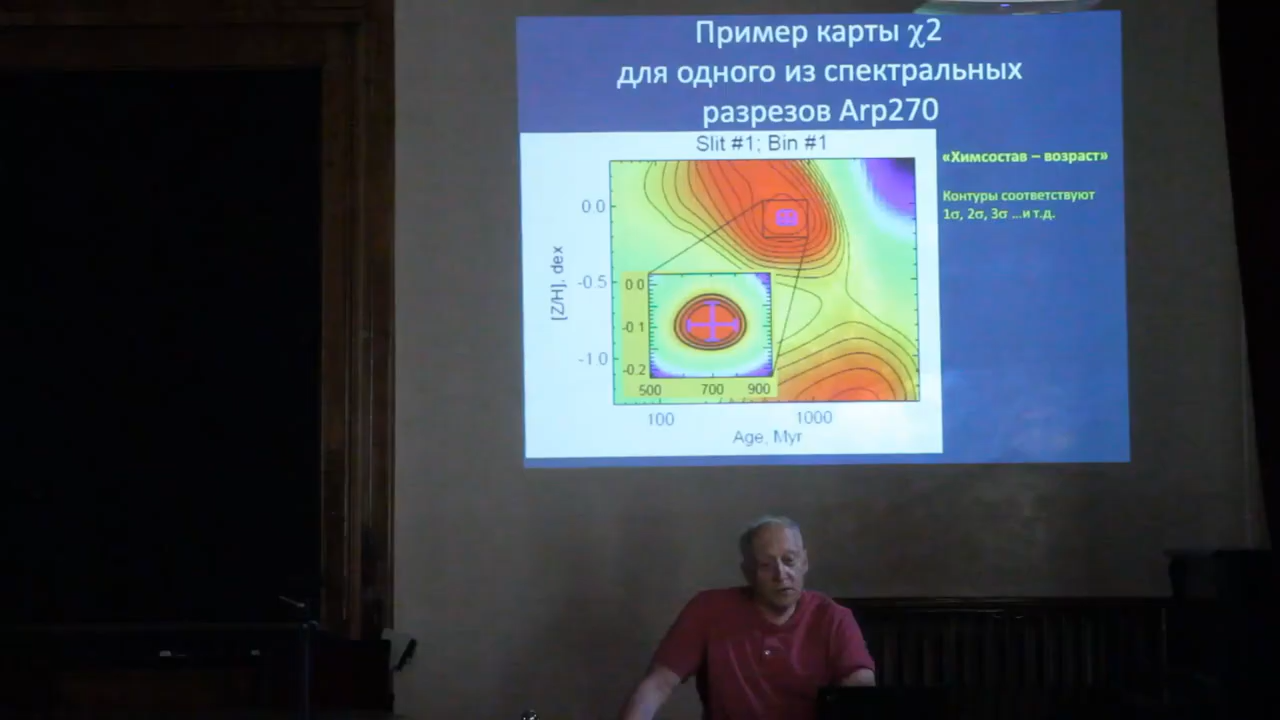 Пример карты χ2
для одного из спектральных
разрезов Arp270
Slit #1; Bin #1
«Химсостав – возраст»
Контуры соответствуют
1σ, 2σ, 3σ ...и т.д.
[Z/H], dex
0.0
-0.5
-1.0
0.0
-0.1
-0.2
500 700 900
100 1000
Age, Myr